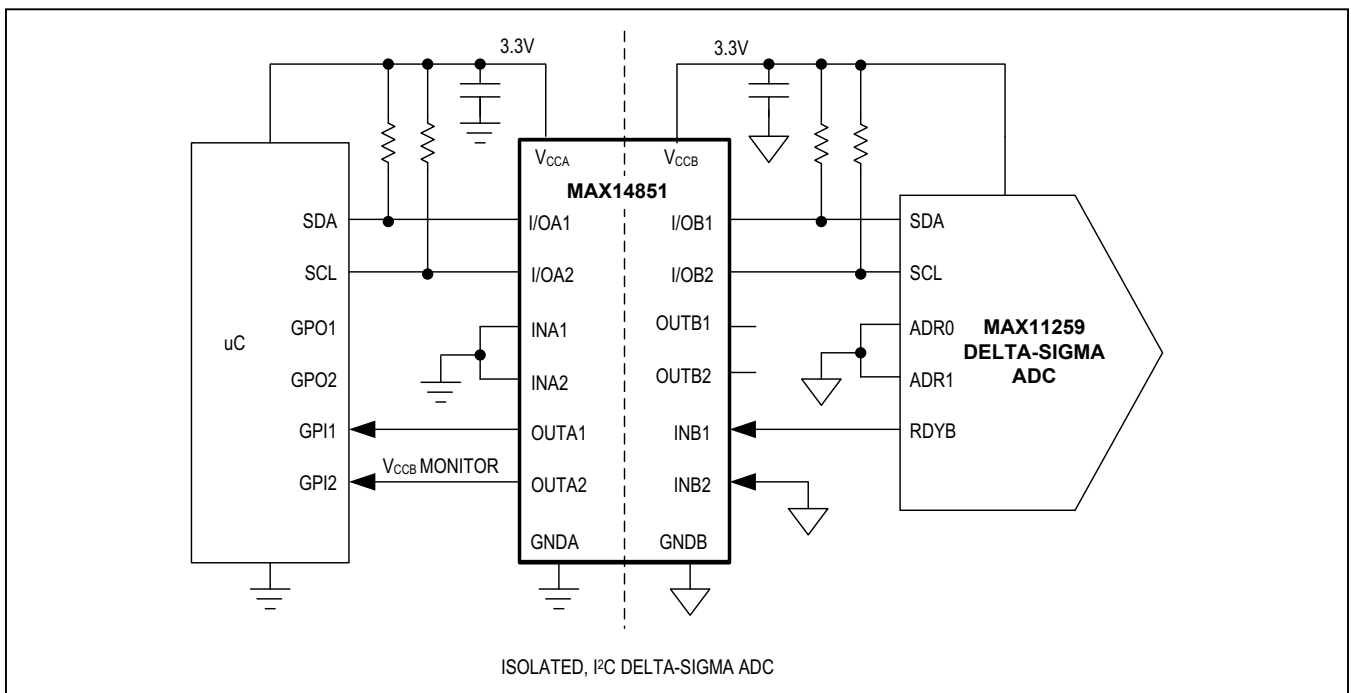 3.3V
3.3V
VCCA
VCCB
MAX14851
SDA
I/OA1
I/OB1
SDA
SCL
I/OA2
I/OB2
SCL
uC
GPO1
INA1
OUTB1
ADR0
MAX11259
DELTA-SIGMA
ADC
GPO2
INA2
OUTB2
ADR1
GPI1
OUTA1
INB1
RDYB
VCCB MONITOR
GPI2
OUTA2
INB2
GNDA
GNDB
ISOLATED, I²C DELTA-SIGMA ADC